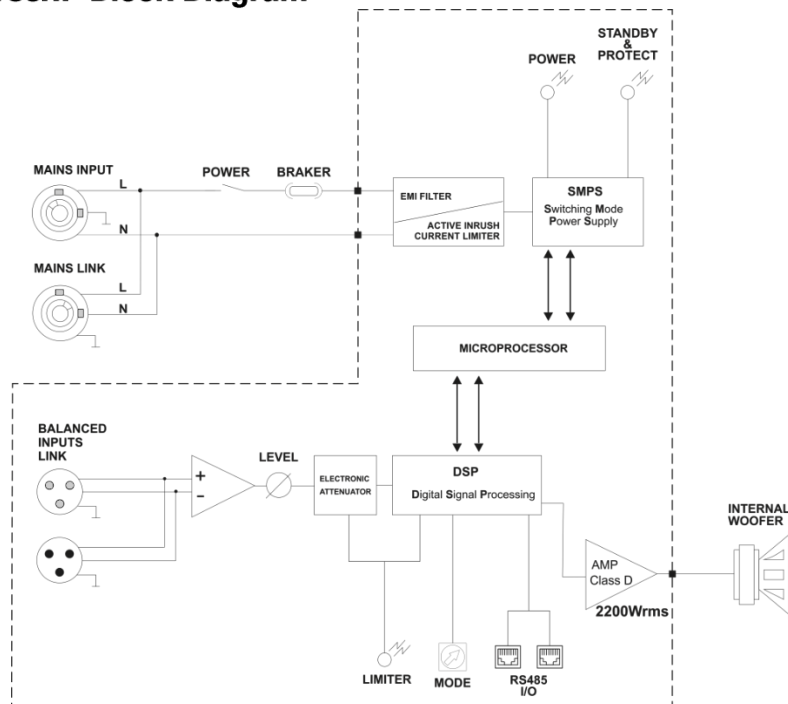 Block Diagram
STANDBY
&
PROTECT
POWER
MAINS INPUT
L
N
POWER
BRAKER
EMI FILTER
ACTIVE INRUSH
CURRENT LIMITER
SMPS
Switching Mode
Power Supply
MAINS LINK
L
N
MICROPROCESSOR
BALANCED
INPUTS
LINK
+
-
LEVEL
ELECTRONIC
ATTENUATOR
DSP
Digital Signal Processing
AMP
Class D
2200Wrms
INTERNAL
WOOFER
LIMITER
MODE
RS485
I/O